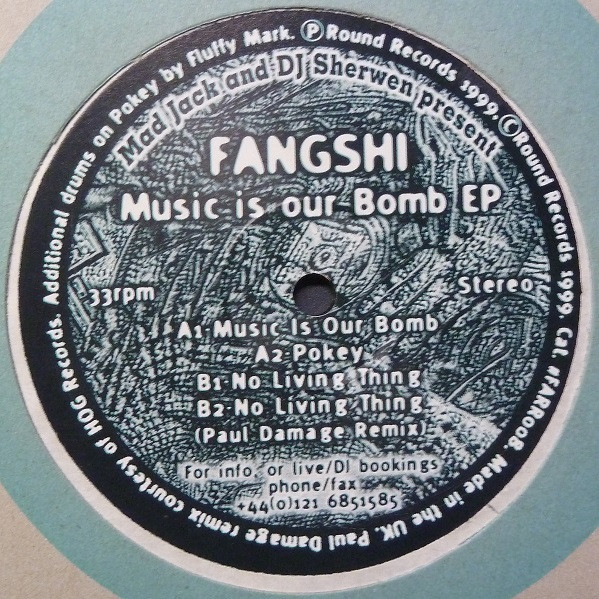 Mad Jack and DJ Sherwen present
FANGSHI
Music is our Bomb EP
33rpm
Stereo
A1 Music Is Our Bomb
A2-Pokey
B1-No Living Thing
B2-No Living Thing
(Paul Damage Remix)
For info, or live/DJ bookings
phone/fax
+44(0)121 6851585
Ⓟ Round Records 1999. © Round Records 1999. Cat. #FARR008. Made in the UK. Paul Damage remix courtesy of HOG Records. Additional drums on Pokey by Fluffy Mark.